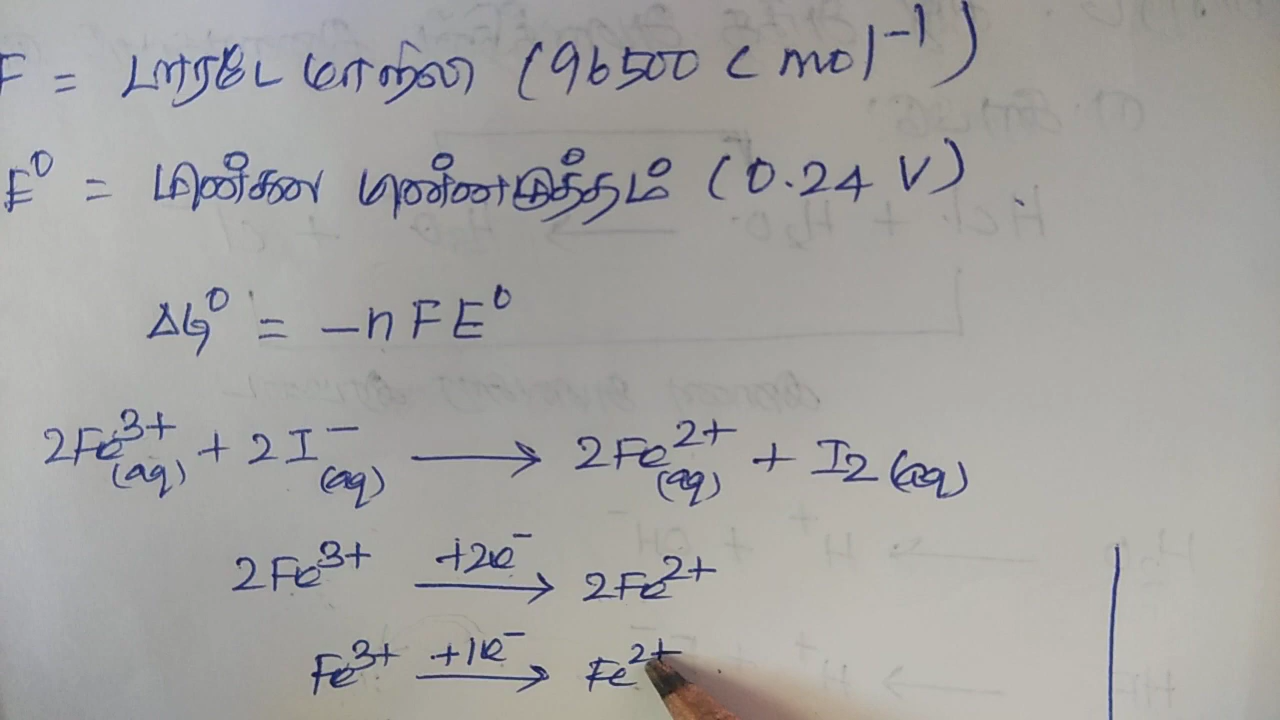 F = பாரடே மாறிலி (96500 C mol⁻¹)
E⁰ = மின்கல மின்னழுத்தம் (0.24 V)
ΔG⁰ = -nFE⁰
2Fe³⁺(aq) + 2I⁻(aq) ⟶ 2Fe²⁺(aq) + I₂(aq)
2Fe³⁺ +2e⁻⟶ 2Fe²⁺
Fe³⁺ +1e⁻⟶ Fe²⁺